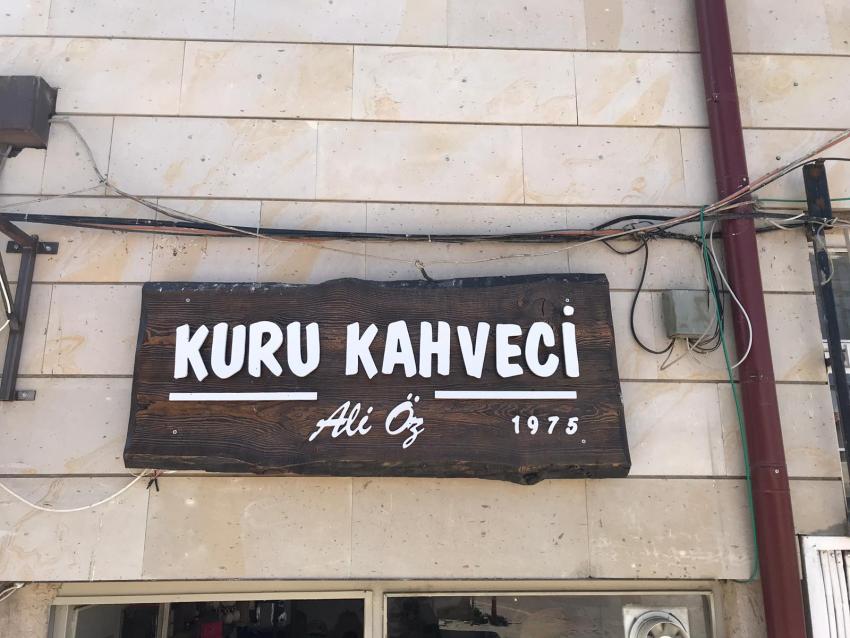 KURU KAHVECİ
Ali Öz 1975